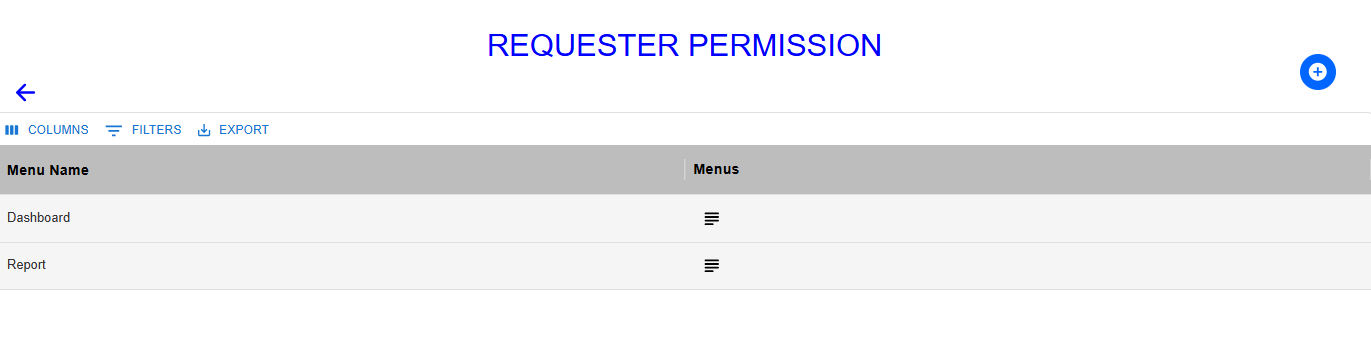 REQUESTER PERMISSION
COLUMNS FILTERS EXPORT
Menu Name Menus
Dashboard
Report